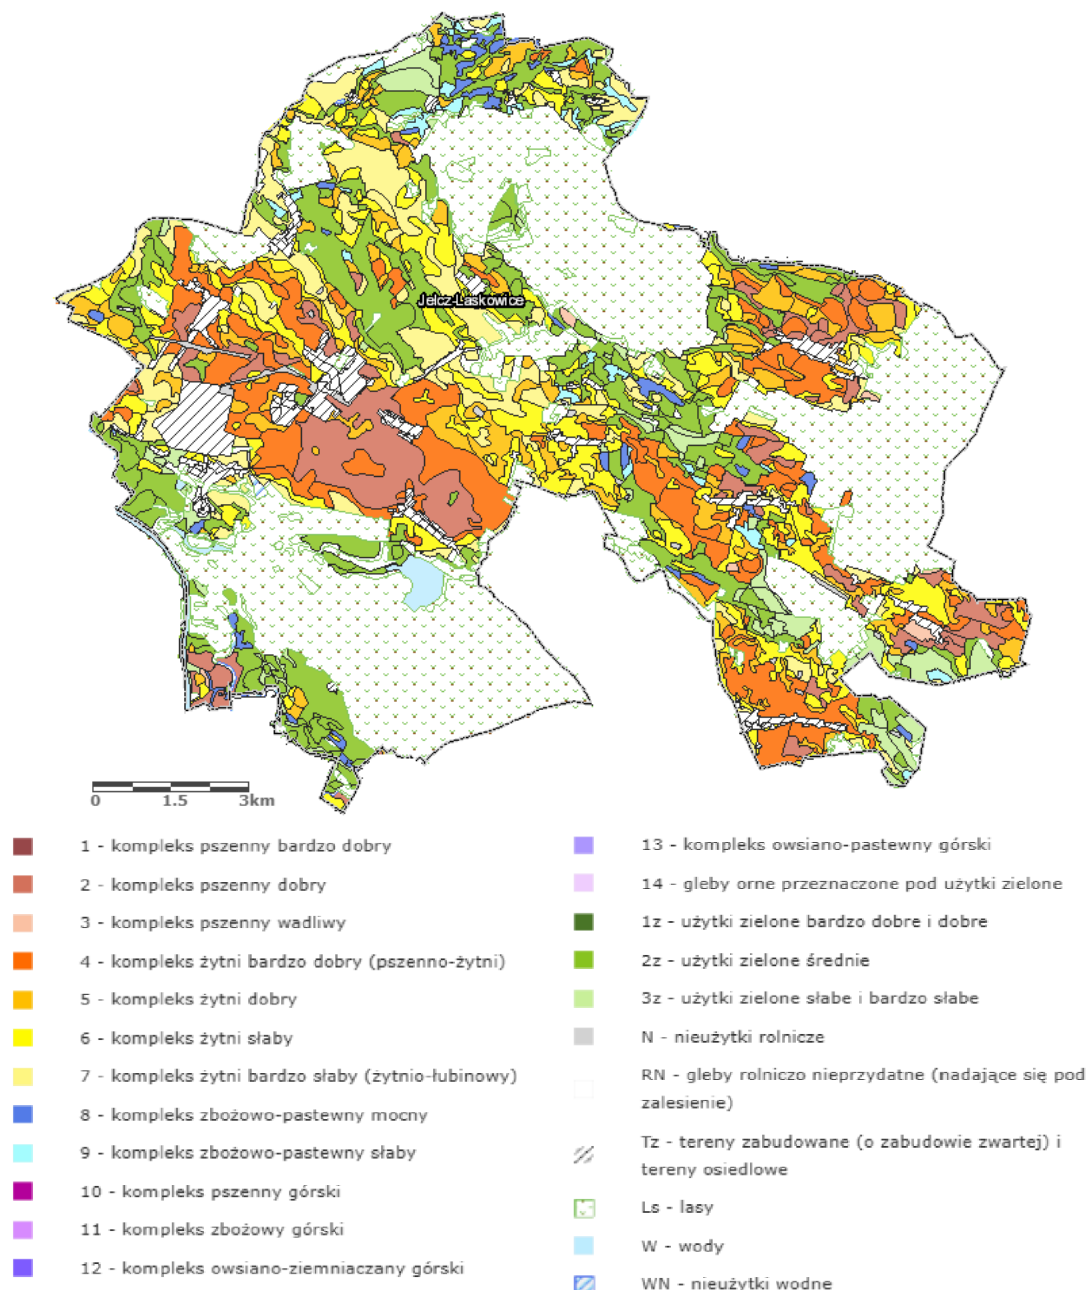 Jelcz-Laskowice
0 1.5 3km
1 - kompleks pszenny bardzo dobry
2 - kompleks pszenny dobry
3 - kompleks pszenny wadliwy
4 - kompleks żytni bardzo dobry (pszenno-żytni)
5 - kompleks żytni dobry
6 - kompleks żytni słaby
7 - kompleks żytni bardzo słaby (żytnio-łubinowy)
8 - kompleks zbożowo-pastewny mocny
9 - kompleks zbożowo-pastewny słaby
10 - kompleks pszenny górski
11 - kompleks zbożowy górski
12 - kompleks owsiano-ziemniaczany górski
13 - kompleks owsiano-pastewny górski
14 - gleby orne przeznaczone pod użytki zielone
1z - użytki zielone bardzo dobre i dobre
2z - użytki zielone średnie
3z - użytki zielone słabe i bardzo słabe
N - nieużytki rolnicze
RN - gleby rolniczo nieprzydatne (nadające się pod
zalesienie)
Tz - tereny zabudowane (o zabudowie zwartej) i
tereny osiedlowe
Ls - lasy
W - wody
WN - nieużytki wodne